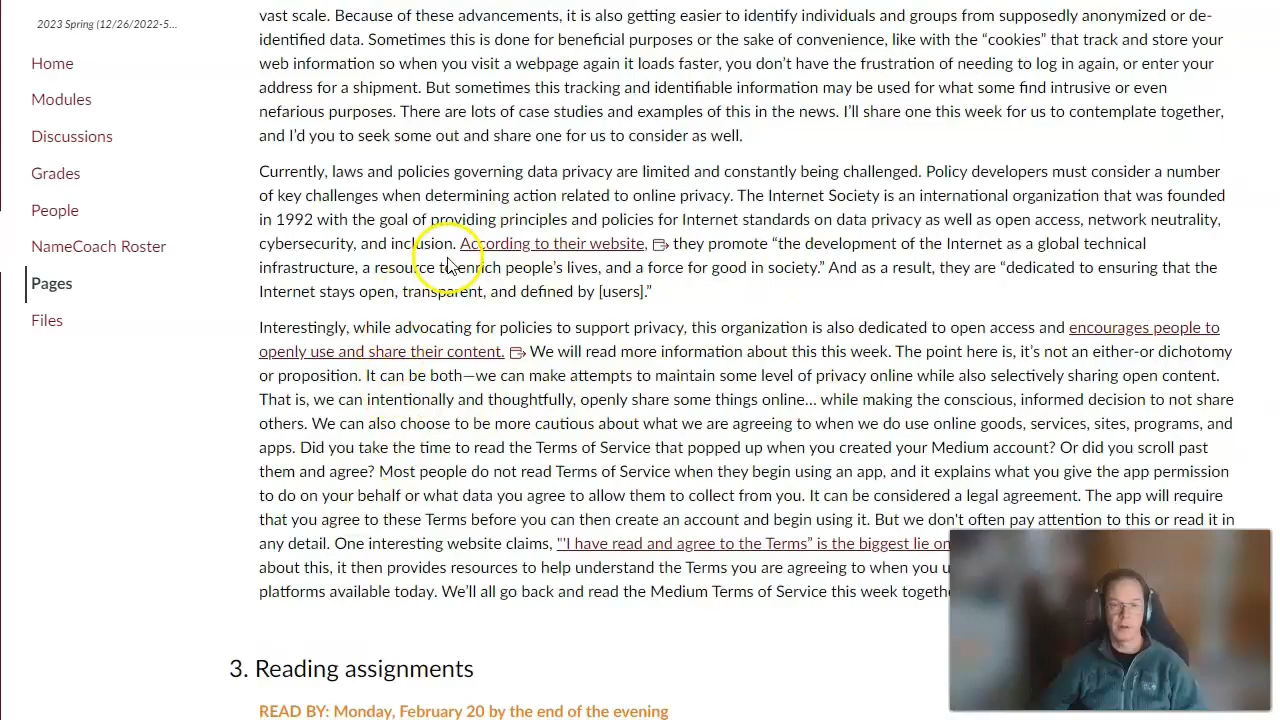 2023 Spring (12/26/2022-5...
Home
Modules
Discussions
Grades
People
NameCoach Roster
Pages
Files
vast scale. Because of these advancements, it is also getting easier to identify individuals and groups from supposedly anonymized or de-
identified data. Sometimes this is done for beneficial purposes or the sake of convenience, like with the “cookies” that track and store your
web information so when you visit a webpage again it loads faster, you don’t have the frustration of needing to log in again, or enter your
address for a shipment. But sometimes this tracking and identifiable information may be used for what some find intrusive or even
nefarious purposes. There are lots of case studies and examples of this in the news. I’ll share one this week for us to contemplate together,
and I’d you to seek some out and share one for us to consider as well.
Currently, laws and policies governing data privacy are limited and constantly being challenged. Policy developers must consider a number
of key challenges when determining action related to online privacy. The Internet Society is an international organization that was founded
in 1992 with the goal of providing principles and policies for Internet standards on data privacy as well as open access, network neutrality,
cybersecurity, and inclusion. According to their website, they promote “the development of the Internet as a global technical
infrastructure, a resource to enrich people’s lives, and a force for good in society.” And as a result, they are “dedicated to ensuring that the
Internet stays open, transparent, and defined by [users].”
Interestingly, while advocating for policies to support privacy, this organization is also dedicated to open access and encourages people to
openly use and share their content. We will read more information about this this week. The point here is, it’s not an either-or dichotomy
or proposition. It can be both—we can make attempts to maintain some level of privacy online while also selectively sharing open content.
That is, we can intentionally and thoughtfully, openly share some things online... while making the conscious, informed decision to not share
others. We can also choose to be more cautious about what we are agreeing to when we do use online goods, services, sites, programs, and
apps. Did you take the time to read the Terms of Service that popped up when you created your Medium account? Or did you scroll past
them and agree? Most people do not read Terms of Service when they begin using an app, and it explains what you give the app permission
to do on your behalf or what data you agree to allow them to collect from you. It can be considered a legal agreement. The app will require
that you agree to these Terms before you can then create an account and begin using it. But we don't often pay attention to this or read it in
any detail. One interesting website claims, "'I have read and agree to the Terms” is the biggest lie on
about this, it then provides resources to help understand the Terms you are agreeing to when you u
platforms available today. We’ll all go back and read the Medium Terms of Service this week togeth
3. Reading assignments
READ BY: Monday, February 20 by the end of the evening